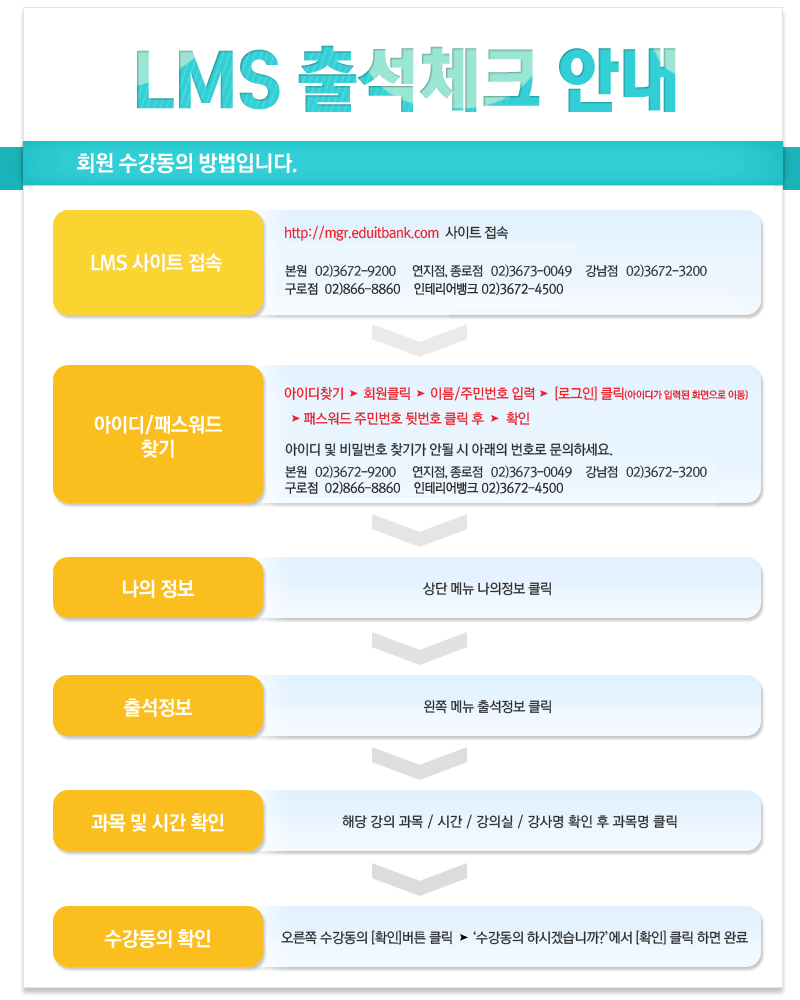 LMS 출석체크 안내
회원 수강동의 방법입니다.
LMS 사이트 접속
http://mgr.eduitbank.com 사이트 접속
본원 02)3672-9200 연지점, 종로점 02)3673-0049 강남점 02)3672-3200
구로점 02)866-8860 인테리어뱅크 02)3672-4500
아이디/패스워드
찾기
아이디찾기 ➤ 회원클릭 ➤ 이름/주민번호 입력 ➤ [로그인] 클릭(아이디가 입력된 화면으로 이동)
➤ 패스워드 주민번호 뒷번호 클릭 후 ➤ 확인
아이디 및 비밀번호 찾기가 안될 시 아래의 번호로 문의하세요.
본원 02)3672-9200 연지점, 종로점 02)3673-0049 강남점 02)3672-3200
구로점 02)866-8860 인테리어뱅크 02)3672-4500
나의 정보
상단 메뉴 나의정보 클릭
출석정보
왼쪽 메뉴 출석정보 클릭
과목 및 시간 확인
해당 강의 과목 / 시간 / 강의실 / 강사명 확인 후 과목명 클릭
수강동의 확인
오른쪽 수강동의 [확인]버튼 클릭 ➤ '수강동의 하시겠습니까?'에서 [확인] 클릭 하면 완료